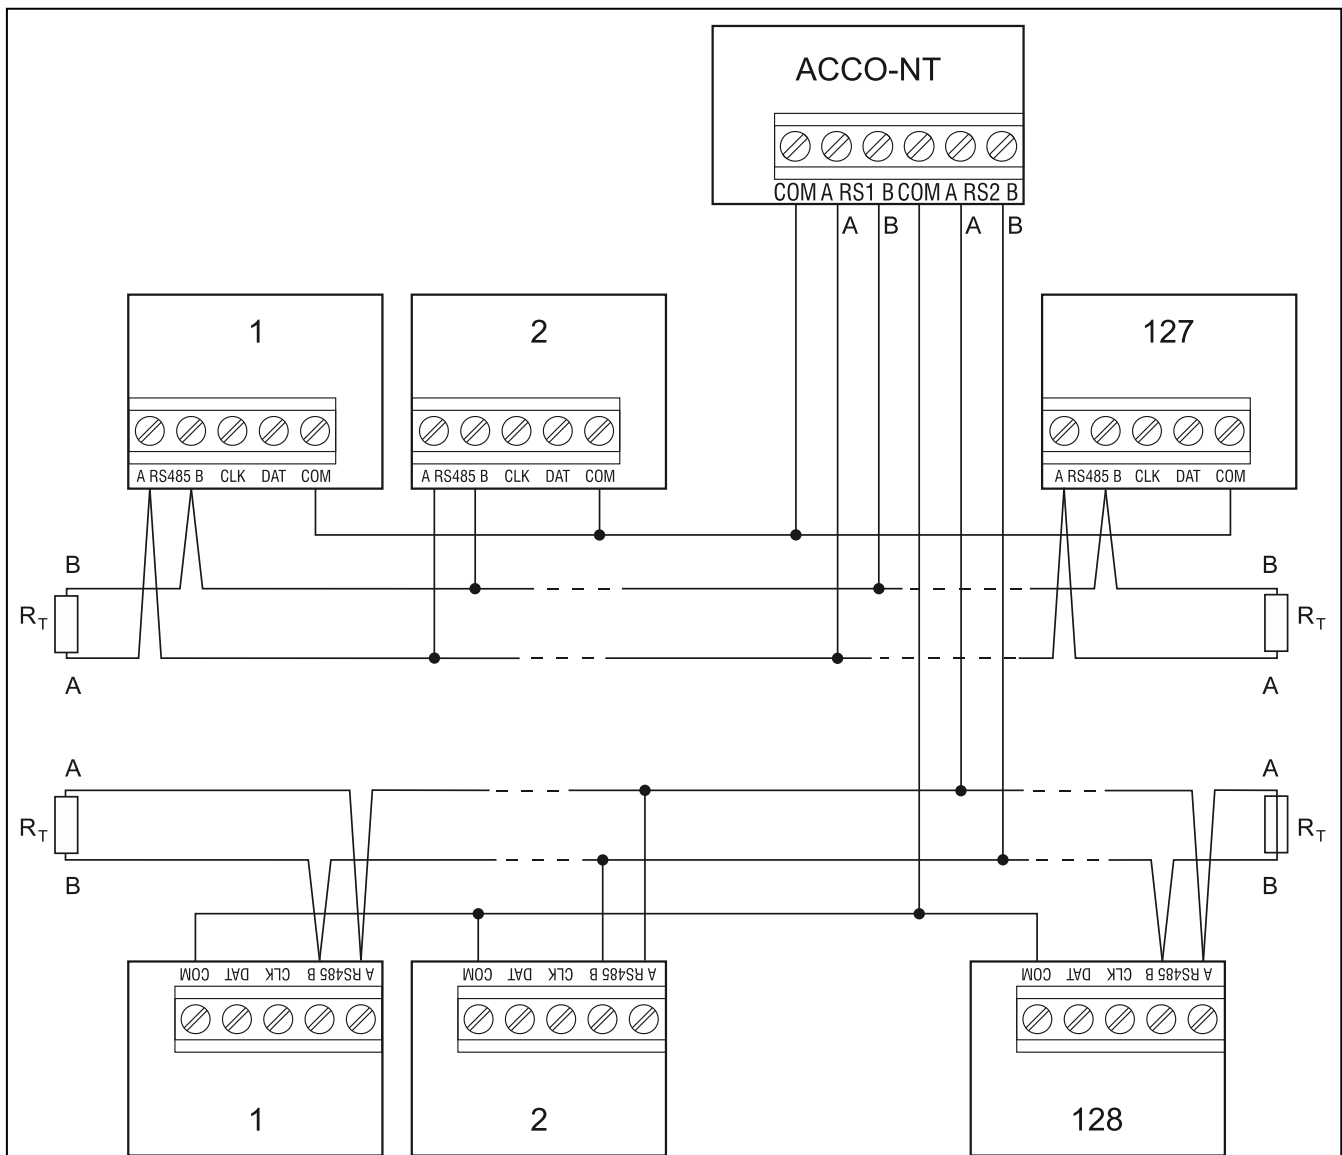 ACCO-NT
COM A RS1 B COM A RS2 B
A B A B
1 2 127
A RS485 B CLK DAT COM A RS485 B CLK DAT COM A RS485 B CLK DAT COM
B B
RT RT
A A
A A
RT RT
B B
COM DAT CLK B RS485 A COM DAT CLK B RS485 A COM DAT CLK B RS485 A
1 2 128